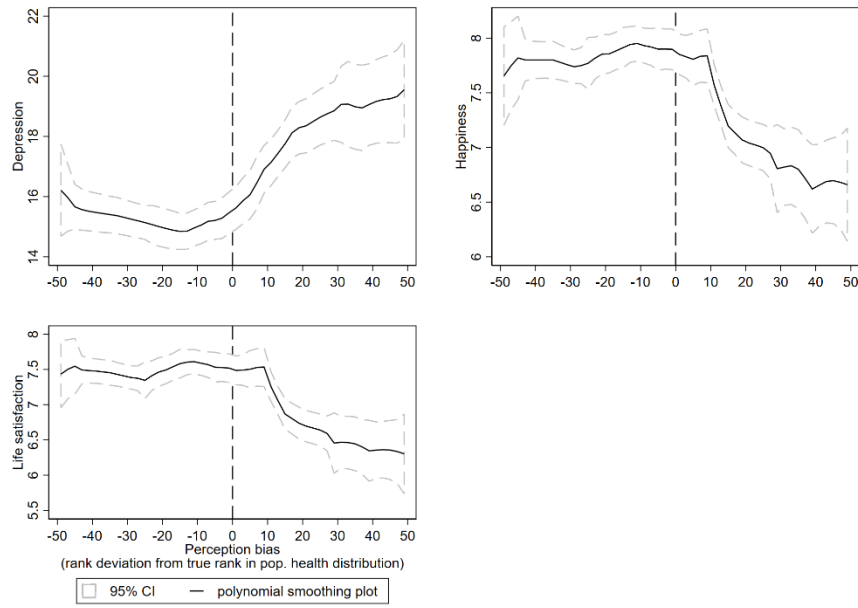 Depression
22
20
18
16
14
-50 -40 -30 -20 -10 0 10 20 30 40 50
Happiness
8
7.5
7
6.5
6
-50 -40 -30 -20 -10 0 10 20 30 40 50
Life satisfaction
8
7.5
7
6.5
6
5.5
-50 -40 -30 -20 -10 0 10 20 30 40 50
Perception bias
(rank deviation from true rank in pop. health distribution)
95% CI
polynomial smoothing plot